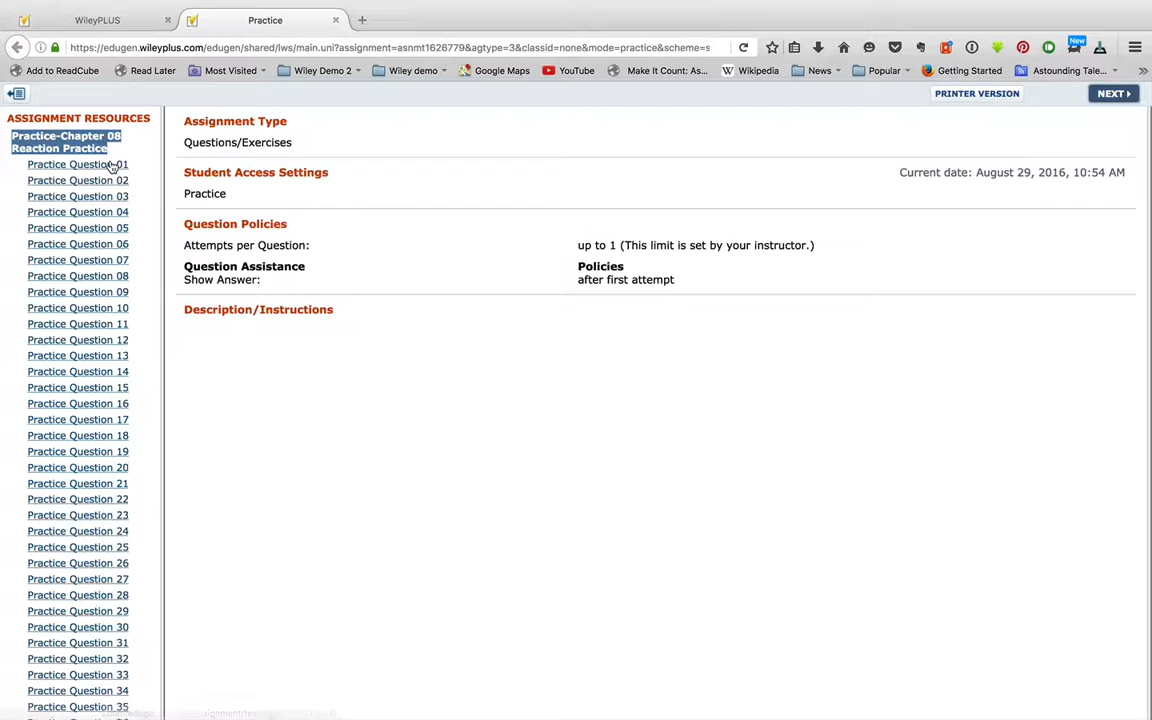 WileyPLUS
Practice
https://edugen.wileyplus.com/edugen/shared/lws/main.uni?assignment=asnmt1626779&agtype=3&classid=none&mode=practice&scheme=s
New
Add to ReadCube
Read Later
Most Visited
Wiley Demo 2
Wiley demo
Google Maps
YouTube
Make It Count: As...
Wikipedia
News
Popular
Getting Started
Astounding Tale...
PRINTER VERSION
NEXT
ASSIGNMENT RESOURCES
Practice-Chapter 08
Reaction Practice
Practice Question 01
Practice Question 02
Practice Question 03
Practice Question 04
Practice Question 05
Practice Question 06
Practice Question 07
Practice Question 08
Practice Question 09
Practice Question 10
Practice Question 11
Practice Question 12
Practice Question 13
Practice Question 14
Practice Question 15
Practice Question 16
Practice Question 17
Practice Question 18
Practice Question 19
Practice Question 20
Practice Question 21
Practice Question 22
Practice Question 23
Practice Question 24
Practice Question 25
Practice Question 26
Practice Question 27
Practice Question 28
Practice Question 29
Practice Question 30
Practice Question 31
Practice Question 32
Practice Question 33
Practice Question 34
Practice Question 35
Assignment Type
Questions/Exercises
Student Access Settings
Current date: August 29, 2016, 10:54 AM
Practice
Question Policies
Attempts per Question:
up to 1 (This limit is set by your instructor.)
Question Assistance
Policies
Show Answer:
after first attempt
Description/Instructions